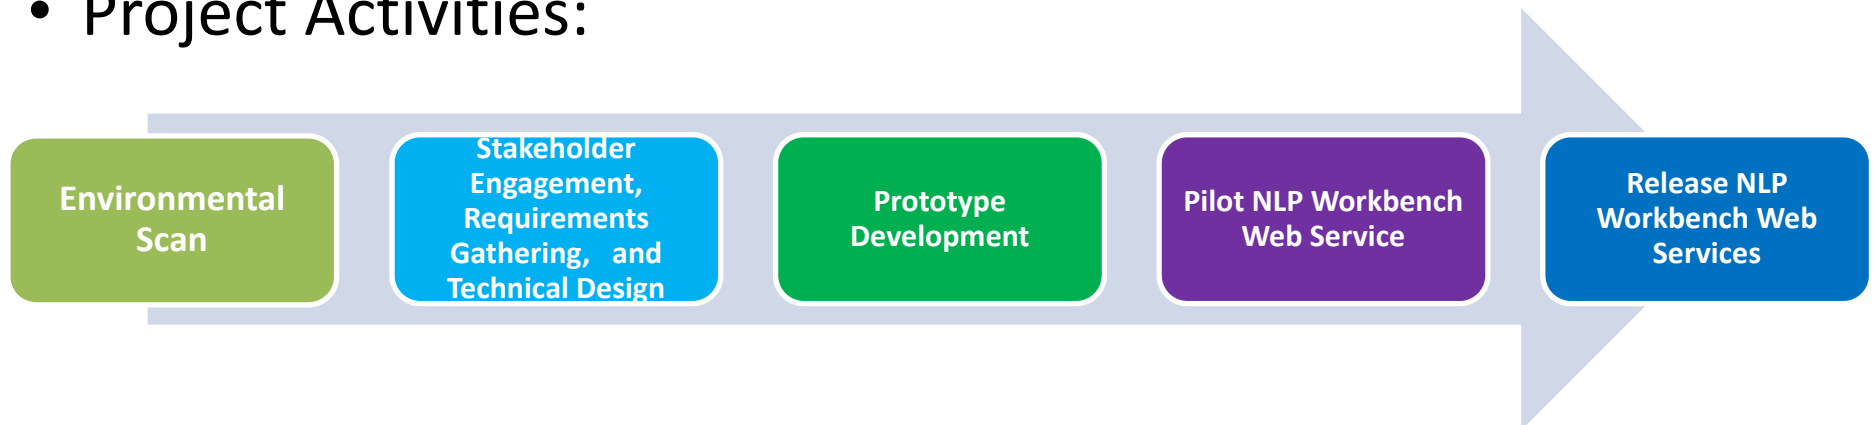 • Project Activities:
Environmental
Scan
Stakeholder
Engagement,
Requirements
Gathering, and
Technical Design
Prototype
Development
Pilot NLP Workbench
Web Service
Release NLP
Workbench Web
Services